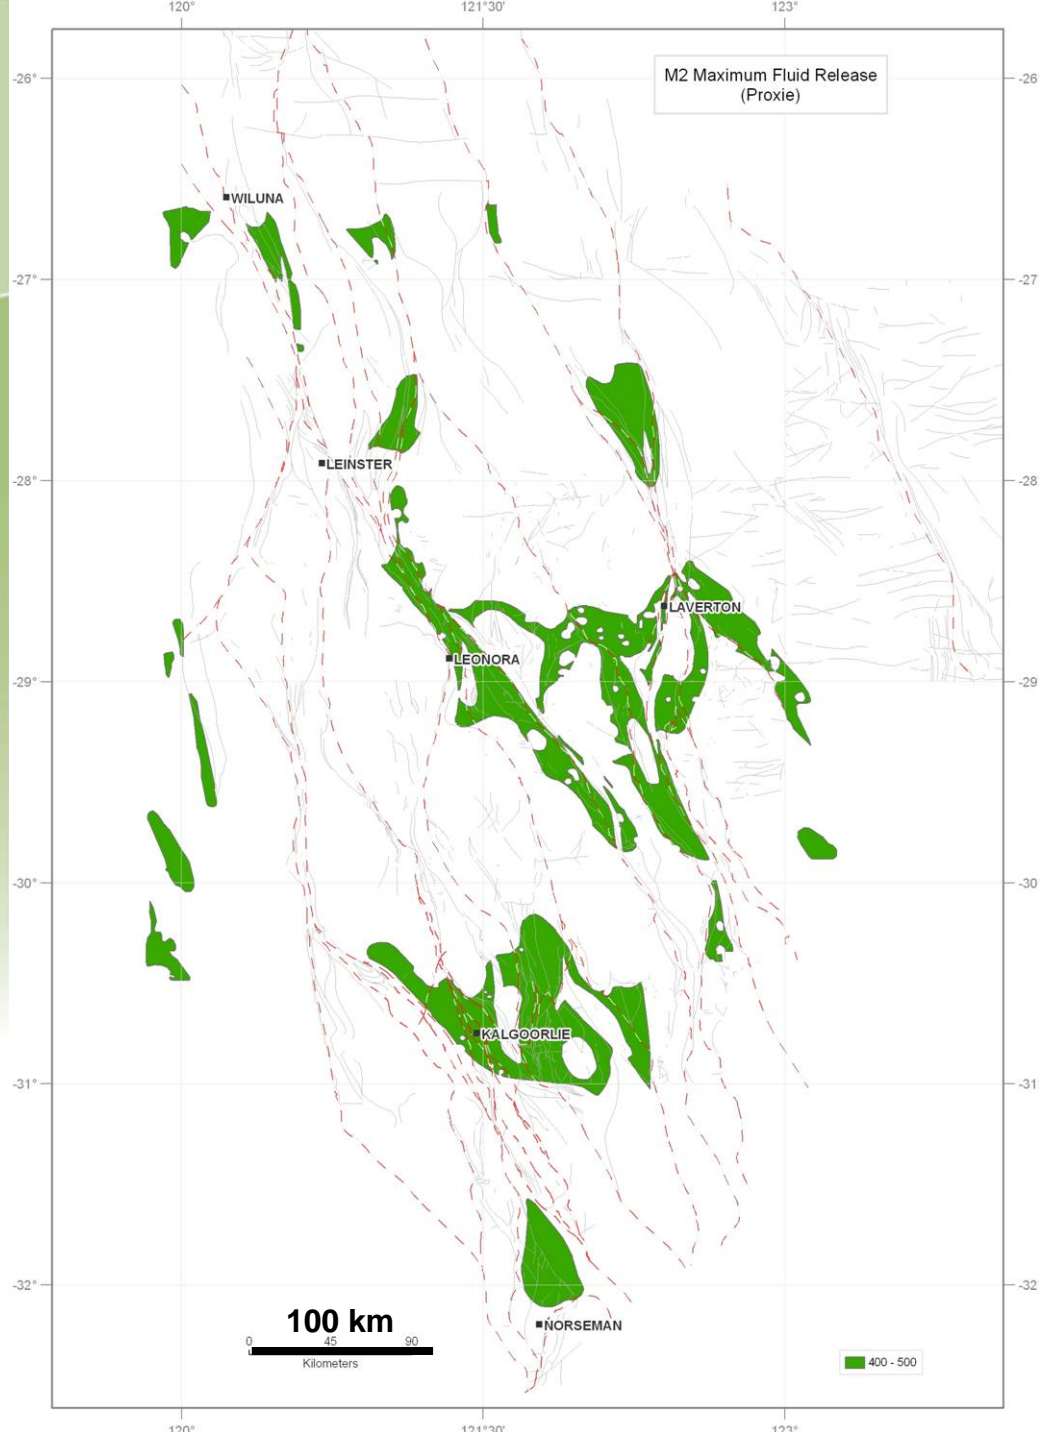 120°
121°30'
123°
-26°
-26
M2 Maximum Fluid Release
(Proxie)
WILUNA
-27°
-27
LEINSTER
-28°
-28
LAVERTON
LEONORA
-29°
-29
-30°
-30
KALGOORLIE
-31°
-31
-32°
-32
100 km
0 45 90
Kilometers
NORSEMAN
400 - 500
120°
121°30'
123°